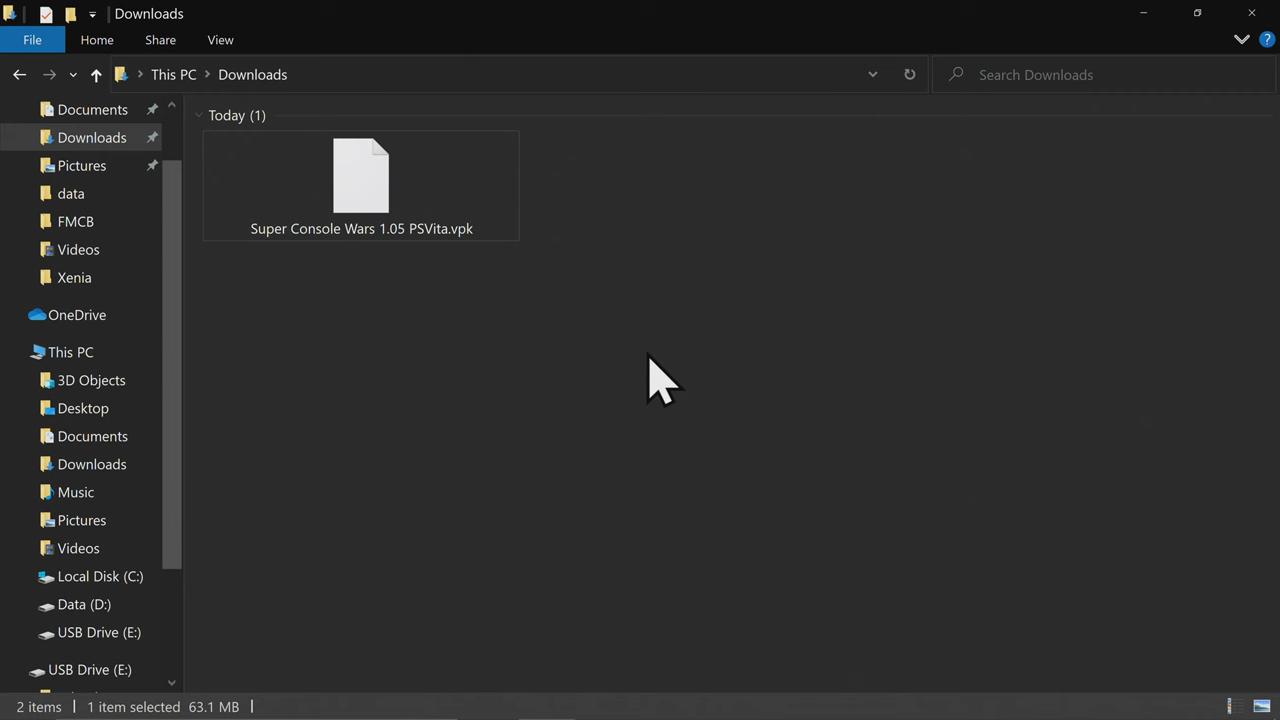 Downloads
File Home Share View
This PC Downloads
Search Downloads
Documents
Downloads
Pictures
data
FMCB
Videos
Xenia
OneDrive
This PC
3D Objects
Desktop
Documents
Downloads
Music
Pictures
Videos
Local Disk (C:)
Data (D:)
USB Drive (E:)
USB Drive (E:)
Today (1)
Super Console Wars 1.05 PSVita.vpk
2 items 1 item selected 63.1 MB